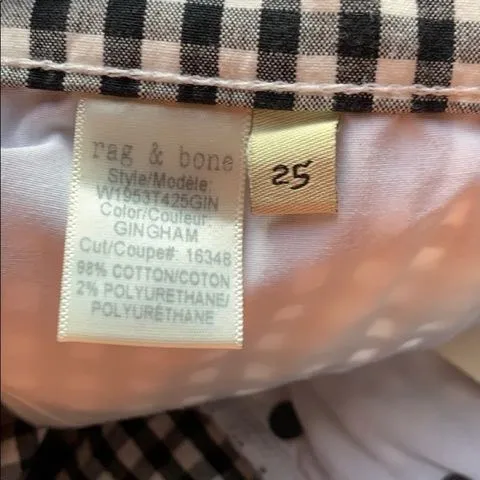 rag & bone
Style/Modèle:
W1953T425GIN
Color/Couleur:
GINGHAM
Cut/Coupe#: 16348
98% COTTON/COTON
2% POLYURETHANE/
POLYURÉTHANE
25